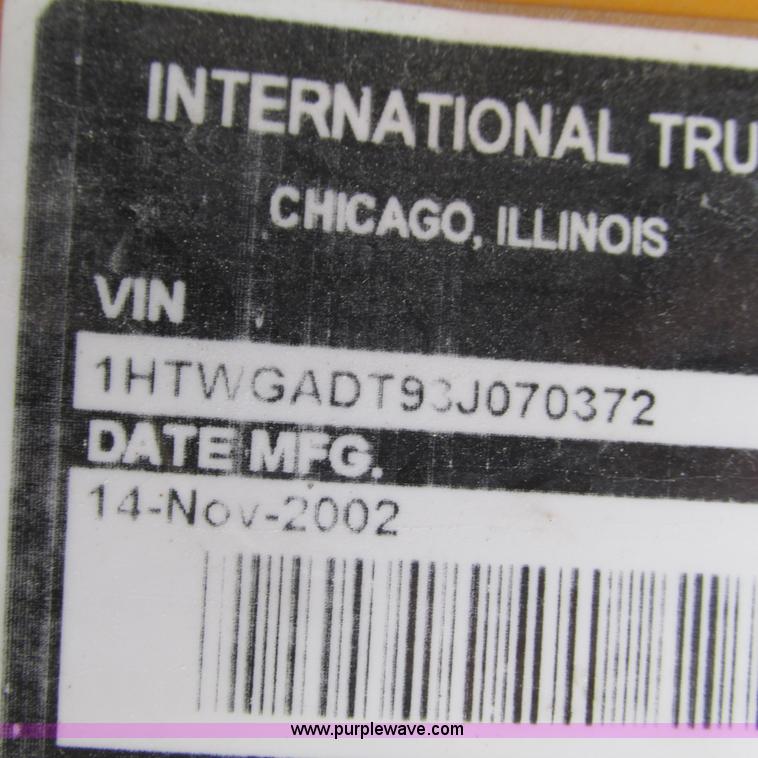 INTERNATIONAL TRU
CHICAGO, ILLINOIS
VIN
1HTWGADT93J070372
DATE MFG.
14-Nov-2002
www.purplewave.com